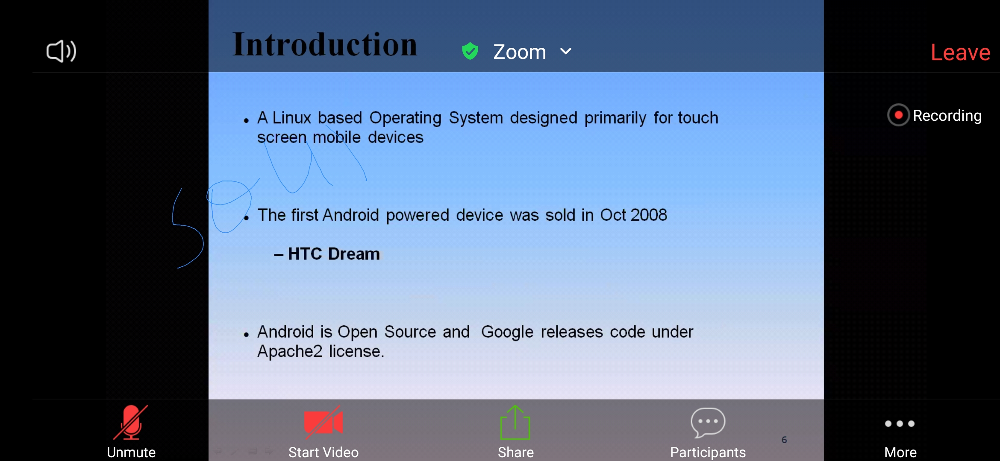 Introduction
Zoom
Leave
Recording
• A Linux based Operating System designed primarily for touch
screen mobile devices
• The first Android powered device was sold in Oct 2008
– HTC Dream
• Android is Open Source and Google releases code under
Apache2 license.
6
Unmute
Start Video
Share
Participants
More